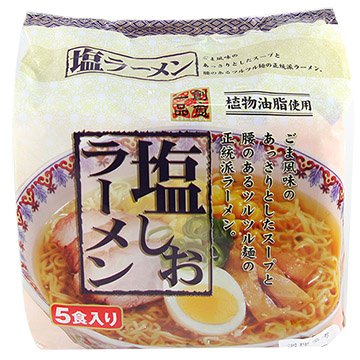 塩ラーメン
ごま風味の
あっさりとしたスープと
腰のあるツルツル麺の正統派ラーメン。
一品
植物油脂使用
ごま風味の
あっさりとしたスープと
腰のあるツルツル麺の
正統派ラーメン。
塩しお
ラーメン
5食入り